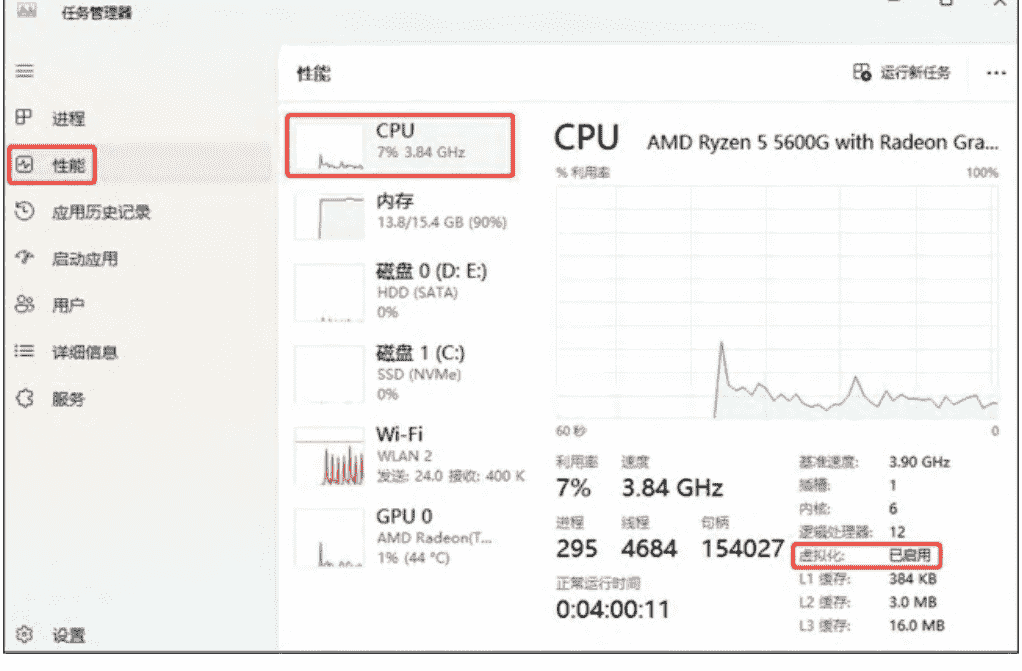 任务管理器
进程
性能
应用历史记录
启动应用
用户
详细信息
服务
设置
性能
运行新任务
CPU
7% 3.84 GHz
内存
13.8/15.4 GB (90%)
磁盘 0 (D: E:)
HDD (SATA)
0%
磁盘 1 (C:)
SSD (NVMe)
0%
Wi-Fi
WLAN 2
发送: 24.0 接收: 400 K
GPU 0
AMD Radeon(T...
1% (44 °C)
CPU AMD Ryzen 5 5600G with Radeon Gra...
% 利用率 100%
60 秒 0
利用率 速度
7% 3.84 GHz
进程 线程 句柄
295 4684 154027
正常运行时间
0:04:00:11
基准速度: 3.90 GHz
插槽: 1
内核: 6
逻辑处理器: 12
虚拟化: 已启用
L1 缓存: 384 KB
L2 缓存: 3.0 MB
L3 缓存: 16.0 MB